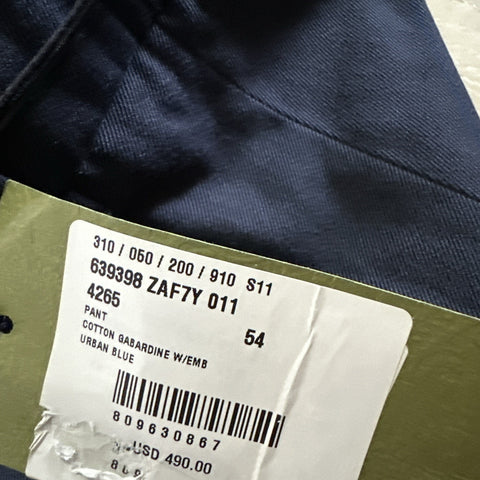 310 / 050 / 200 / 910 S11
639398 ZAF7Y 011
4265 54
PANT
COTTON GABARDINE W/EMB
URBAN BLUE
809630867
USD 490.00